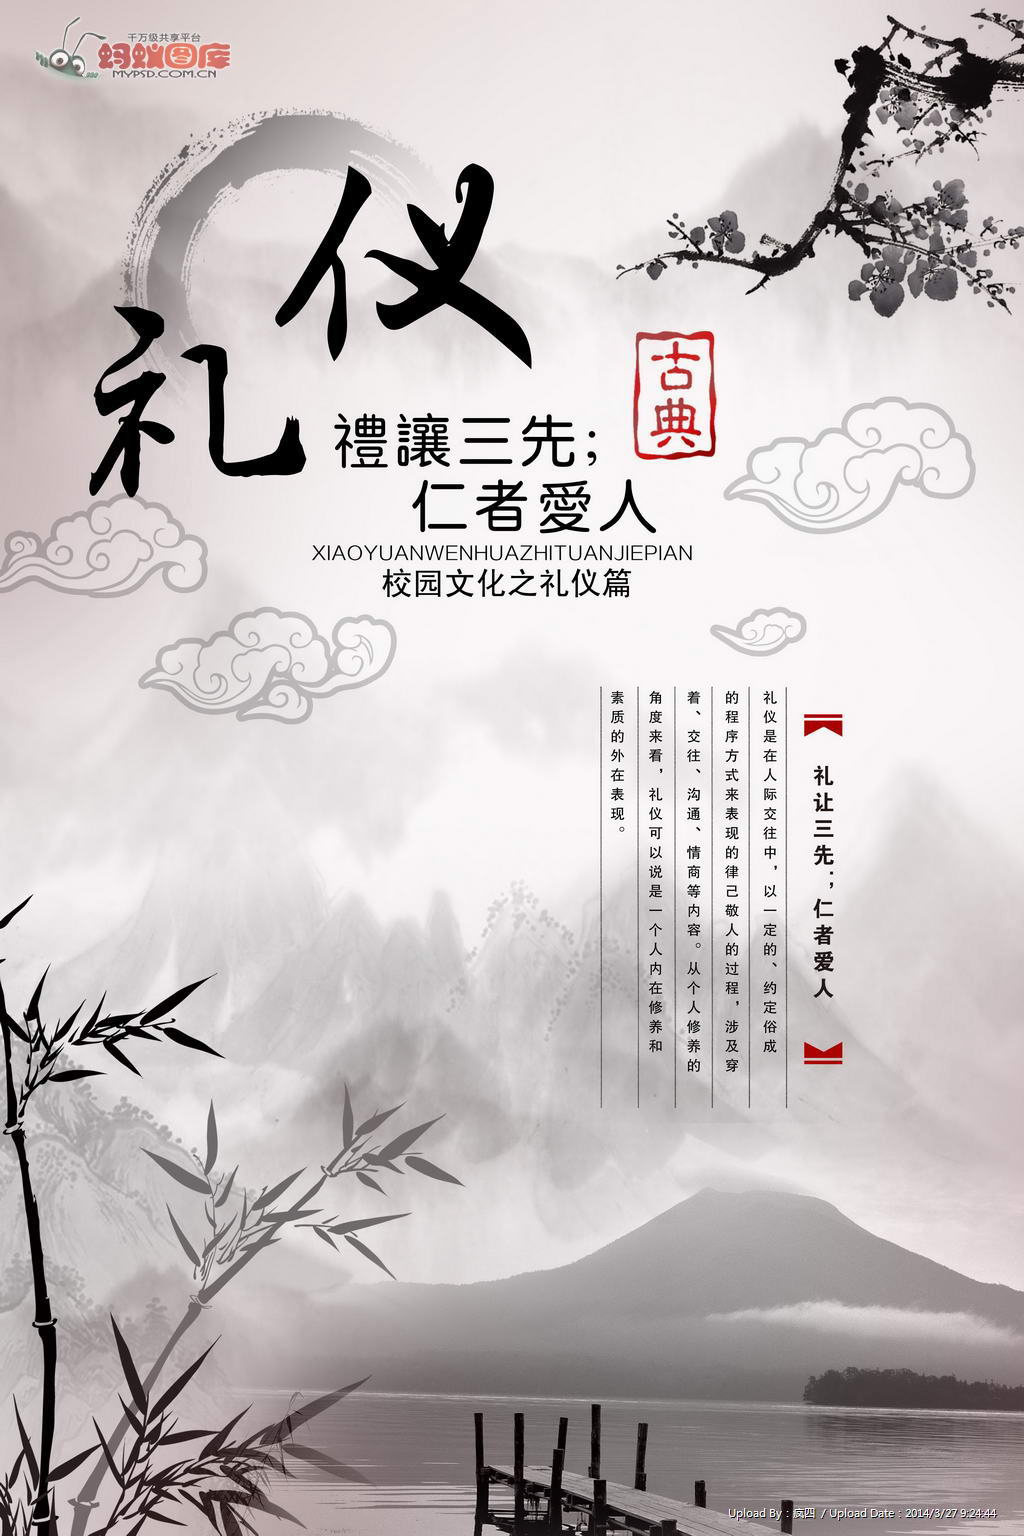 千万级共享平台
蚂蚁图库
MYPSD.COM.CN
礼仪
古典
禮讓三先;
仁者愛人
XIAOYUANWENHUAZHITUANJIEPIAN
校园文化之礼仪篇
礼让三先;仁者爱人
礼仪是在人际交往中,以一定的、约定俗成
的程序方式来表现的律己敬人的过程,涉及穿
着、交往、沟通、情商等内容。从个人修养的
角度来看,礼仪可以说是一个人内在修养和
素质的外在表现。
Upload By:疯四 / Upload Date:2014/3/27 9:24:44